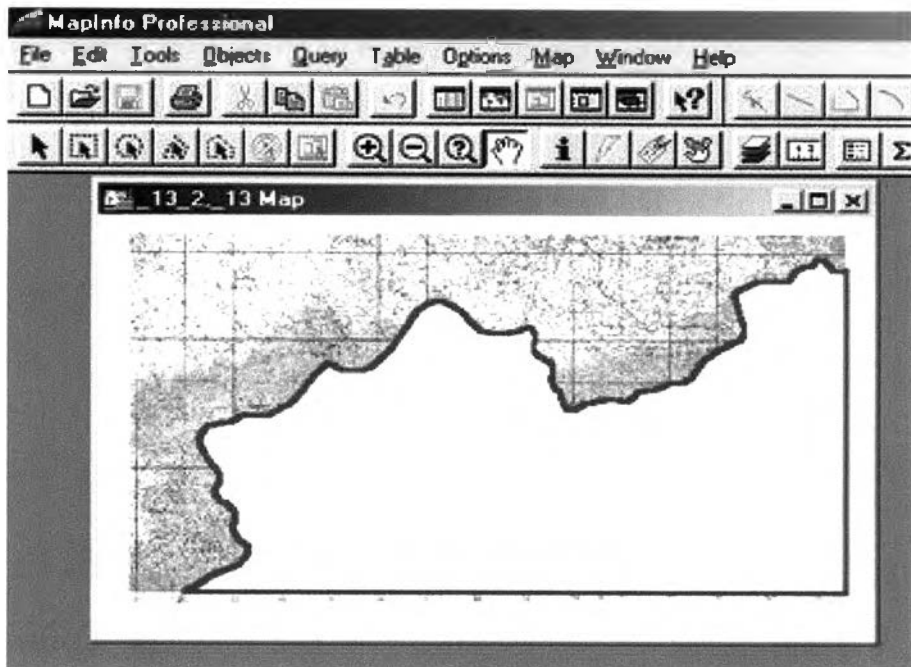 MapInfo Professional
File Edit Tools Objects Query Table Options Map Window Help
_13_2_13 Map